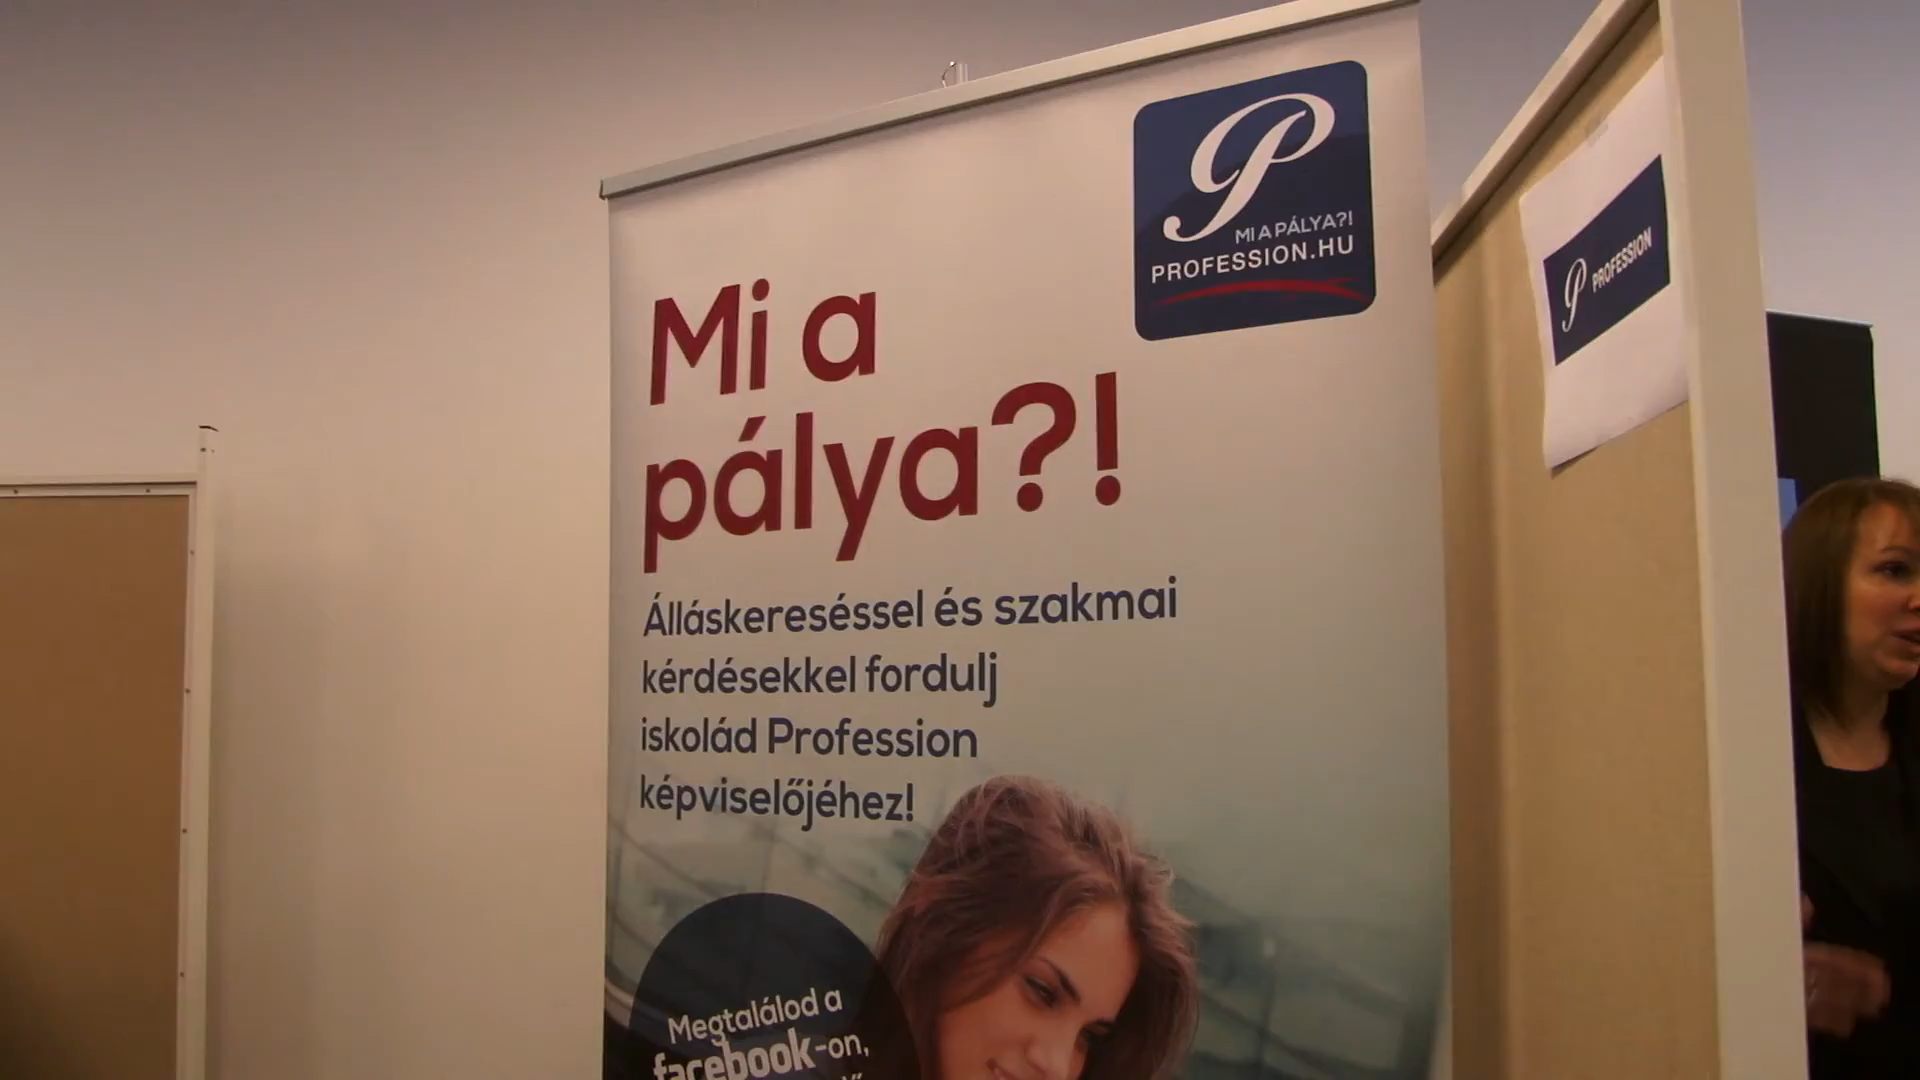 MI A PÁLYA?!
PROFESSION.HU
Mi a
pálya?!
Álláskereséssel és szakmai
kérdésekkel fordulj
iskolád Profession
képviselőjéhez!
Megtalálod a
facebook-on,
PROFESSION